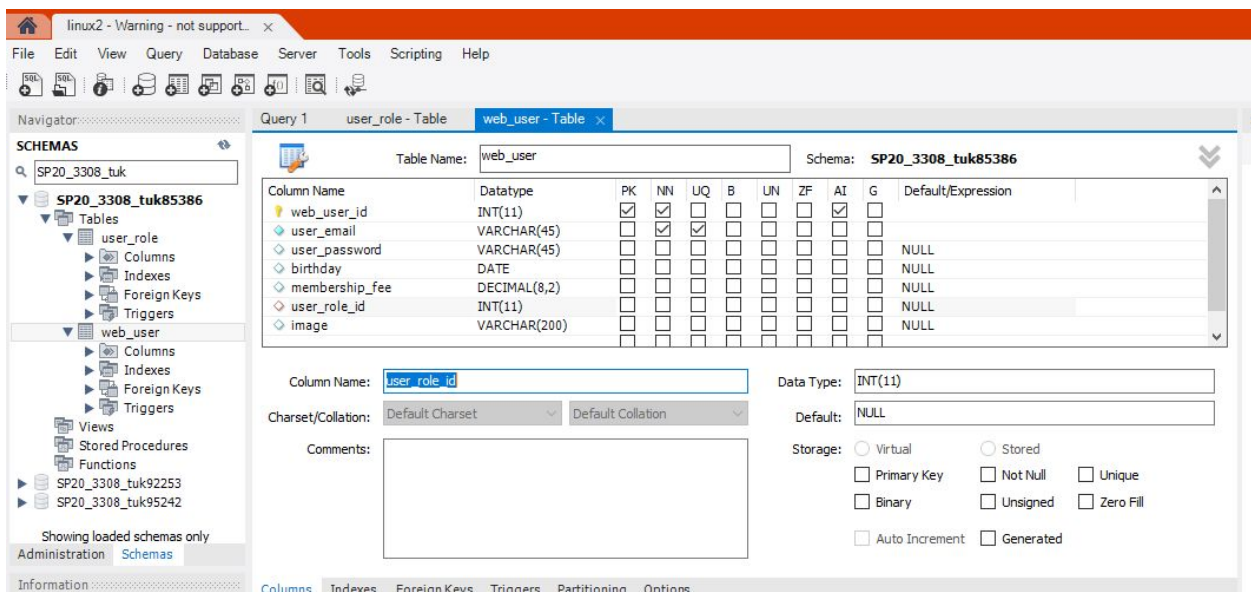 linux2 - Warning - not support...
File Edit View Query Database Server Tools Scripting Help
Navigator
SCHEMAS
SP20_3308_tuk
SP20_3308_tuk85386
Tables
user_role
Columns
Indexes
Foreign Keys
Triggers
web_user
Columns
Indexes
Foreign Keys
Triggers
Views
Stored Procedures
Functions
SP20_3308_tuk92253
SP20_3308_tuk95242
Showing loaded schemas only
Administration Schemas
Information
Query 1 user_role - Table web_user - Table
Table Name: web_user Schema: SP20_3308_tuk85386
Column Name Datatype PK NN UQ B UN ZF AI G Default/Expression
web_user_id INT(11)
user_email VARCHAR(45)
user_password VARCHAR(45) NULL
birthday DATE NULL
membership_fee DECIMAL(8,2) NULL
user_role_id INT(11) NULL
image VARCHAR(200) NULL
Column Name: user_role_id Data Type: INT(11)
Charset/Collation: Default Charset Default Collation Default: NULL
Comments: Storage: Virtual Stored
Primary Key Not Null Unique
Binary Unsigned Zero Fill
Auto Increment Generated
Columns Indexes Foreign Keys Triggers Partitioning Options